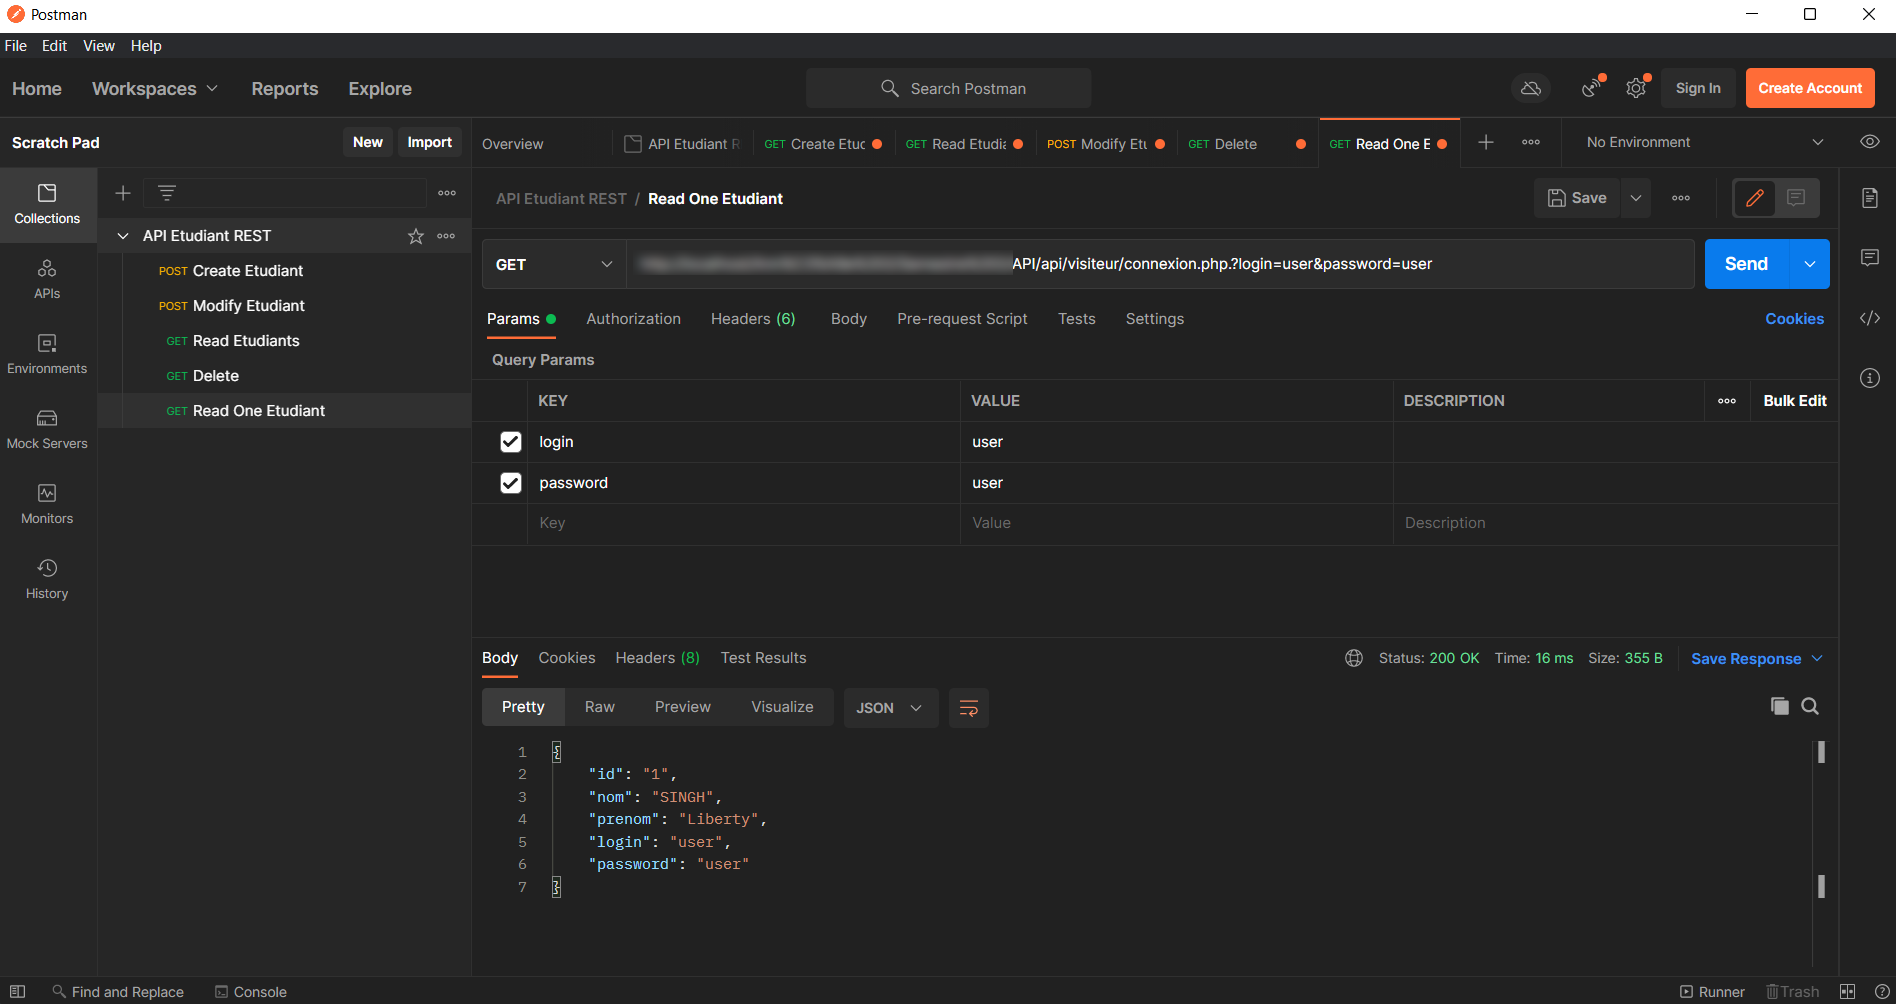 Postman
File Edit View Help
Home Workspaces Reports Explore Search Postman Sign In Create Account
Scratch Pad New Import Overview API Etudiant R GET Create Etuc GET Read Etudia POST Modify Etu GET Delete GET Read One E No Environment
Collections
APIs
Environments
Mock Servers
Monitors
History
API Etudiant REST
POST Create Etudiant
POST Modify Etudiant
GET Read Etudiants
GET Delete
GET Read One Etudiant
API Etudiant REST / Read One Etudiant Save
GET API/api/visiteur/connexion.php.?login=user&password=user Send
Params Authorization Headers (6) Body Pre-request Script Tests Settings Cookies
Query Params
KEY VALUE DESCRIPTION Bulk Edit
login user
password user
Key Value Description
Body Cookies Headers (8) Test Results Status: 200 OK Time: 16 ms Size: 355 B Save Response
Pretty Raw Preview Visualize JSON
1 {
2 "id": "1",
3 "nom": "SINGH",
4 "prenom": "Liberty",
5 "login": "user",
6 "password": "user"
7 }
Find and Replace Console Runner Trash